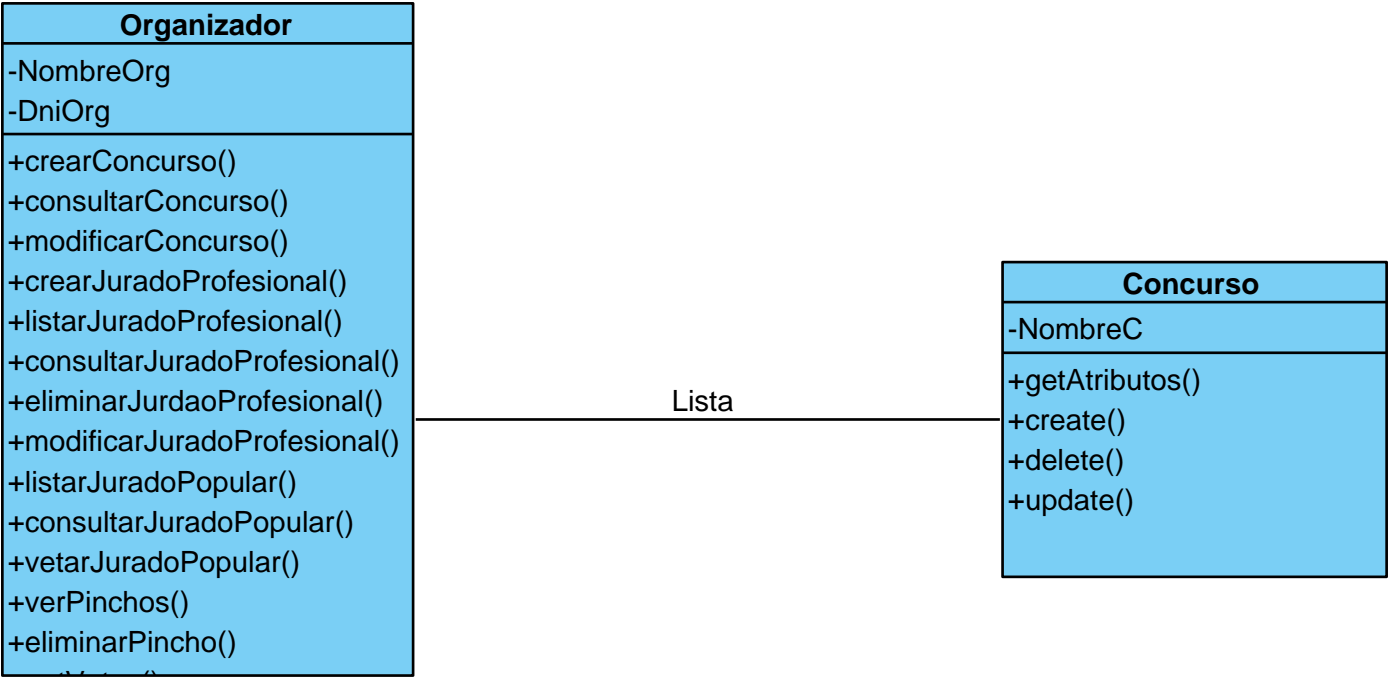 Organizador
-NombreOrg
-DniOrg
+crearConcurso()
+consultarConcurso()
+modificarConcurso()
+crearJuradoProfesional()
+listarJuradoProfesional()
+consultarJuradoProfesional()
+eliminarJurdaoProfesional()
+modificarJuradoProfesional()
+listarJuradoPopular()
+consultarJuradoPopular()
+vetarJuradoPopular()
+verPinchos()
+eliminarPincho()
Lista
Concurso
-NombreC
+getAtributos()
+create()
+delete()
+update()